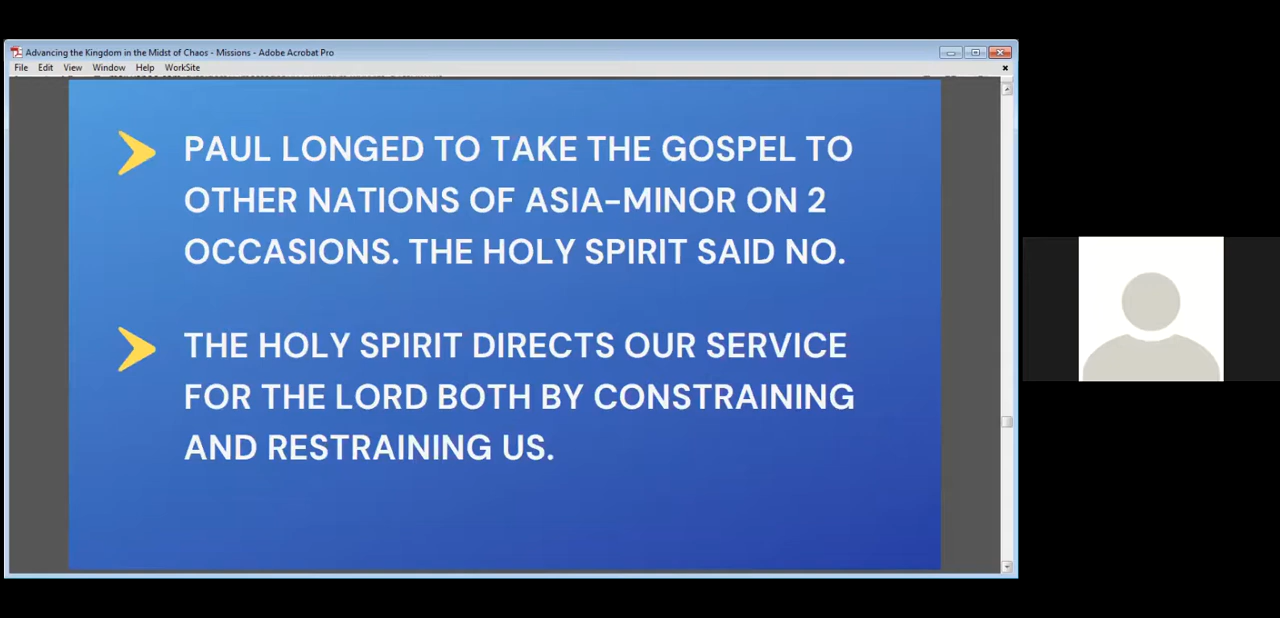 Advancing the Kingdom in the Midst of Chaos - Missions - Adobe Acrobat Pro
File Edit View Window Help WorkSite
PAUL LONGED TO TAKE THE GOSPEL TO
OTHER NATIONS OF ASIA-MINOR ON 2
OCCASIONS. THE HOLY SPIRIT SAID NO.
THE HOLY SPIRIT DIRECTS OUR SERVICE
FOR THE LORD BOTH BY CONSTRAINING
AND RESTRAINING US.